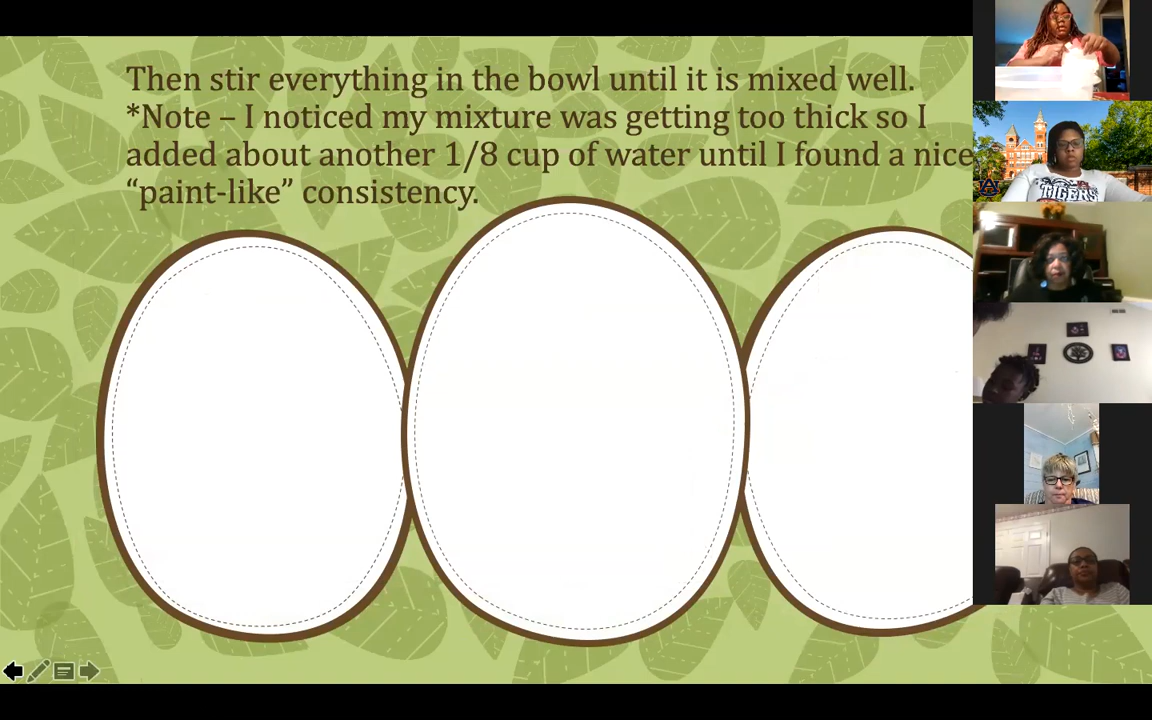 Then stir everything in the bowl until it is mixed well.
*Note – I noticed my mixture was getting too thick so I
added about another 1/8 cup of water until I found a nice
“paint-like” consistency.
TIGERS